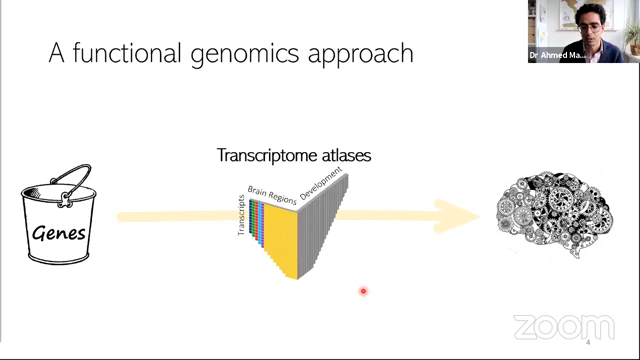 A functional genomics approach
Dr Ahmed Ma...
Transcriptome atlases
Brain Regions
Development
Transcripts
Genes
zoom
4